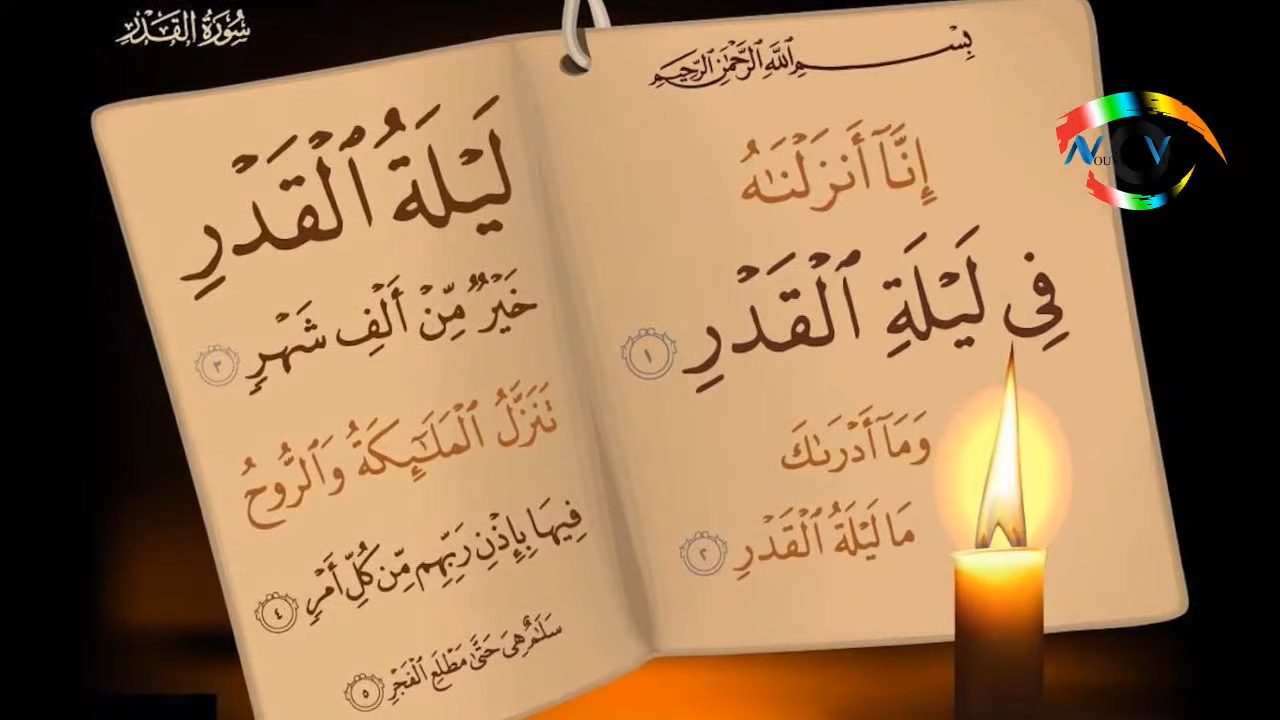 سُورَةُ القَدْرِ
بِسْمِ اللَّهِ الرَّحْمَٰنِ الرَّحِيمِ
إِنَّآ أَنزَلْنَـٰهُ
فِى لَيْلَةِ ٱلْقَدْرِ ١
وَمَآ أَدْرَىٰكَ
مَا لَيْلَةُ ٱلْقَدْرِ ٢
لَيْلَةُ ٱلْقَدْرِ
خَيْرٌ مِّنْ أَلْفِ شَهْرٍ ٣
تَنَزَّلُ ٱلْمَلَـٰٓئِكَةُ وَٱلرُّوحُ
فِيهَا بِإِذْنِ رَبِّهِم مِّن كُلِّ أَمْرٍ ٤
سَلَـٰمٌ هِىَ حَتَّىٰ مَطْلَعِ ٱلْفَجْرِ ٥